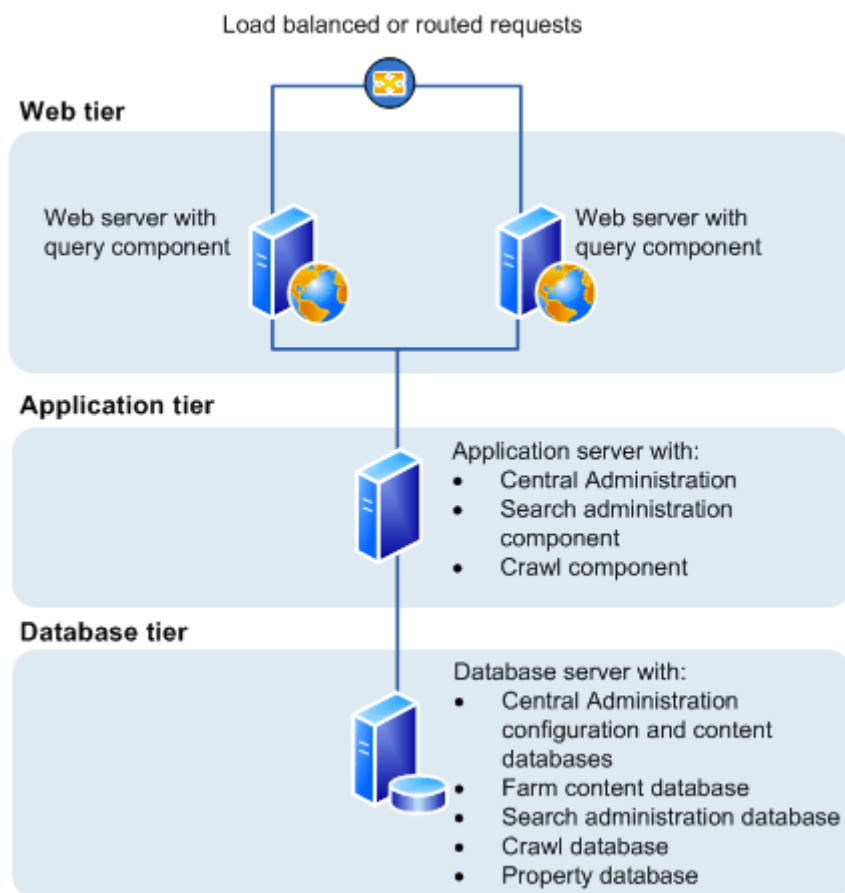 Load balanced or routed requests
Web tier
Web server with
query component
Web server with
query component
Application tier
Application server with:
• Central Administration
• Search administration
component
• Crawl component
Database tier
Database server with:
• Central Administration
configuration and content
databases
• Farm content database
• Search administration database
• Crawl database
• Property database